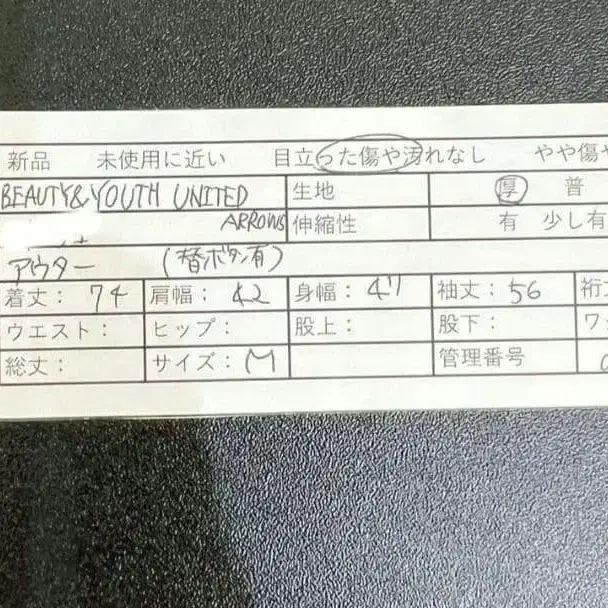 新品 未使用に近い 目立った傷や汚れなし やや傷や
BEAUTY&YOUTH UNITED ARROWS
生地 厚 普
伸縮性 有 少し有
アウター (替ボタン有)
着丈: 74 肩幅: 42 身幅: 47 袖丈: 56 裄
ウエスト: ヒップ: 股上: 股下: ワ
総丈: サイズ: M 管理番号